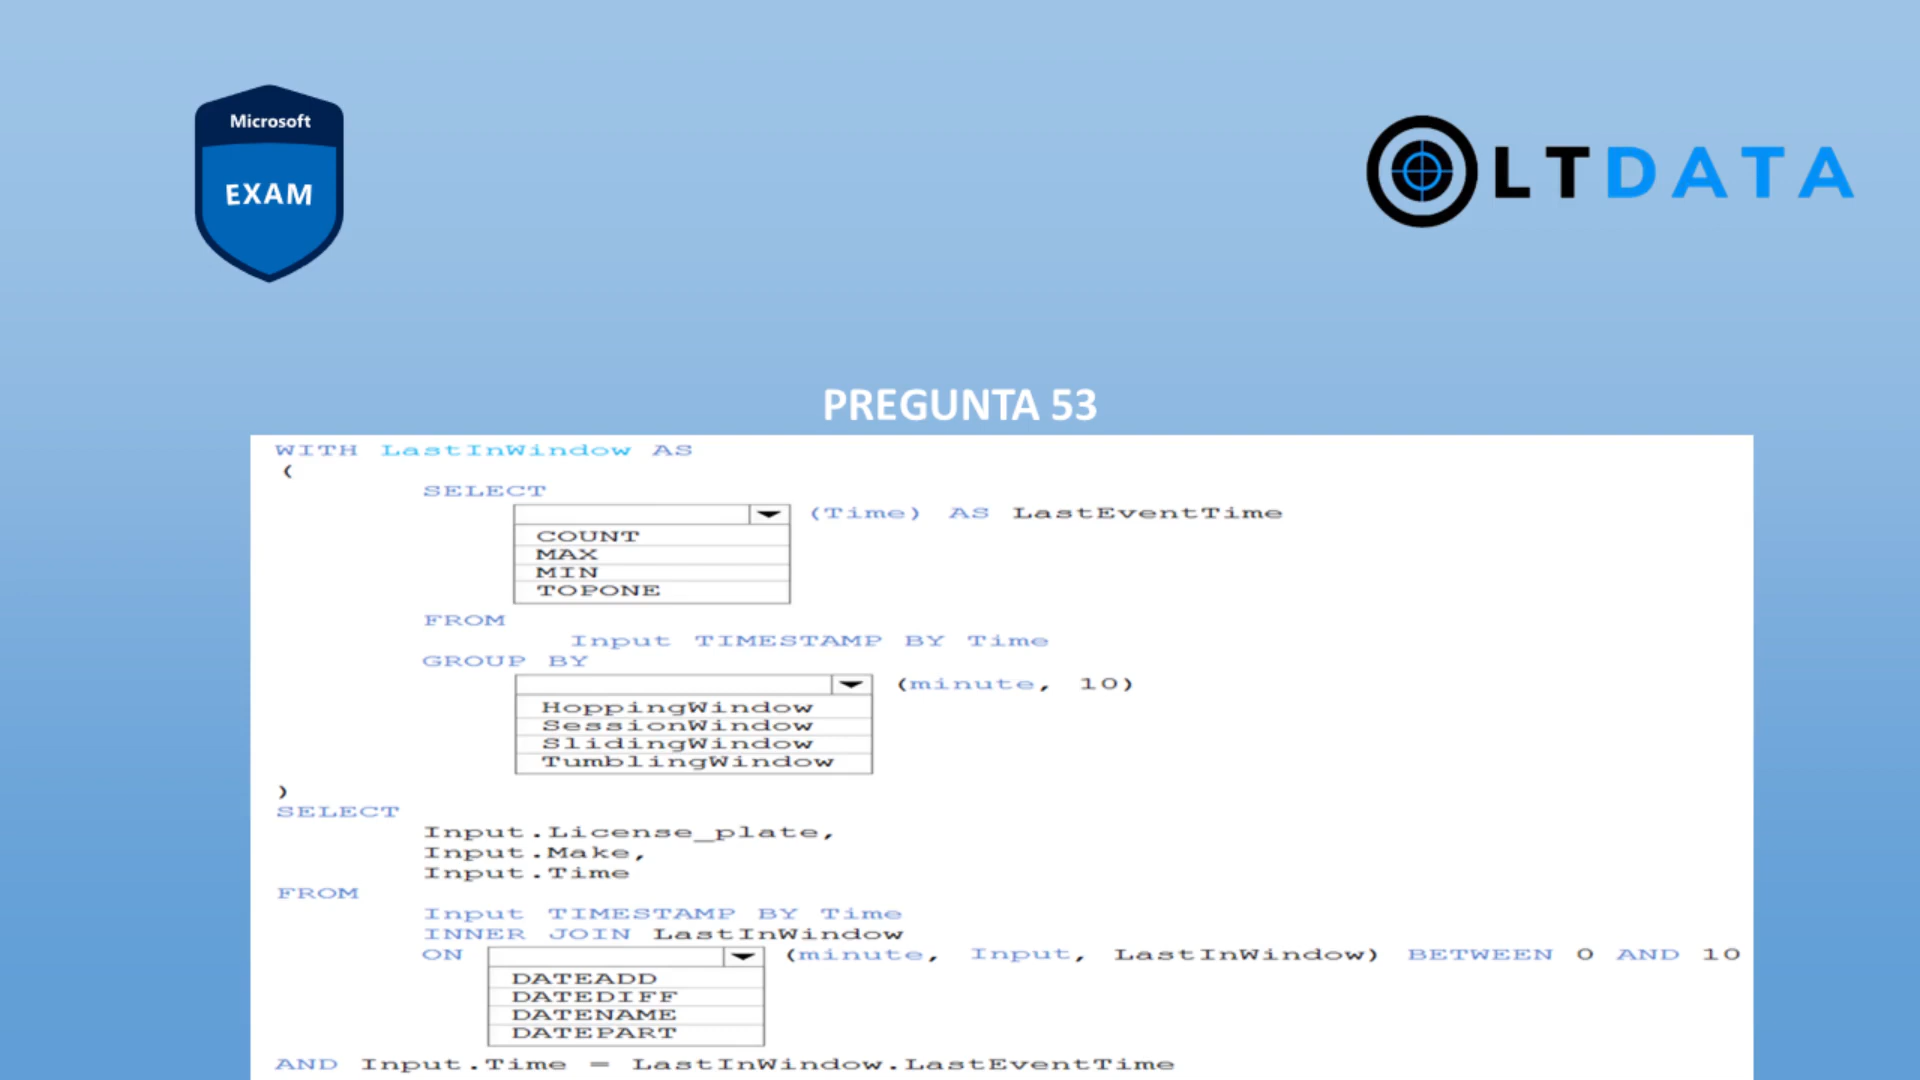 Microsoft
EXAM
LTDATA
PREGUNTA 53
WITH LastInWindow AS
(
SELECT
(Time) AS LastEventTime
COUNT
MAX
MIN
TOPONE
FROM
Input TIMESTAMP BY Time
GROUP BY
(minute, 10)
HoppingWindow
SessionWindow
SlidingWindow
TumblingWindow
)
SELECT
Input.License_plate,
Input.Make,
Input.Time
FROM
Input TIMESTAMP BY Time
INNER JOIN LastInWindow
ON (minute, Input, LastInWindow) BETWEEN 0 AND 10
DATEADD
DATEDIFF
DATENAME
DATEPART
AND Input.Time = LastInWindow.LastEventTime